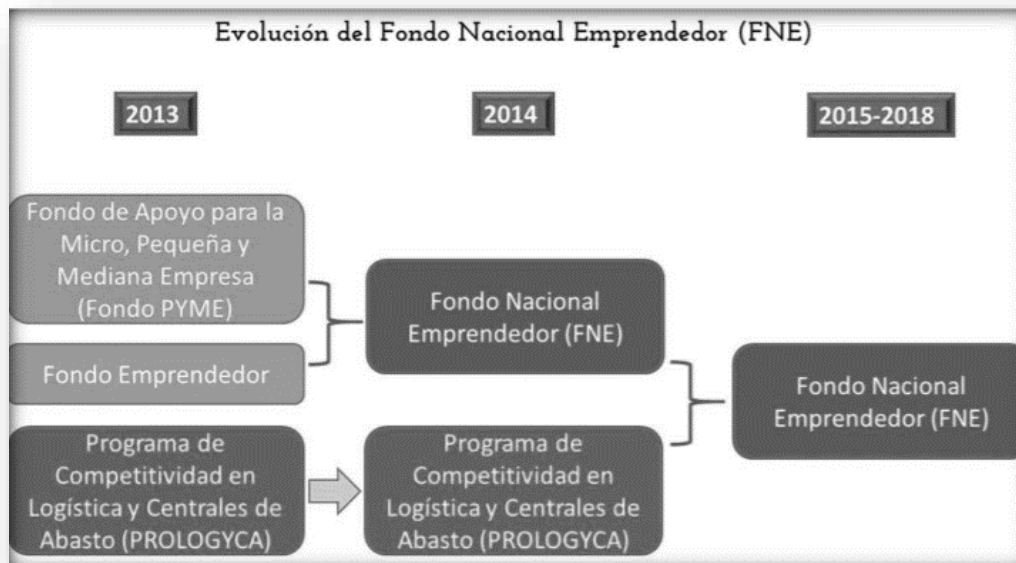 Evolución del Fondo Nacional Emprendedor (FNE)
2013
2014
2015-2018
Fondo de Apoyo para la
Micro, Pequeña y
Mediana Empresa
(Fondo PYME)
Fondo Emprendedor
Programa de
Competitividad en
Logística y Centrales de
Abasto (PROLOGYCA)
Fondo Nacional
Emprendedor (FNE)
Programa de
Competitividad en
Logística y Centrales de
Abasto (PROLOGYCA)
Fondo Nacional
Emprendedor (FNE)